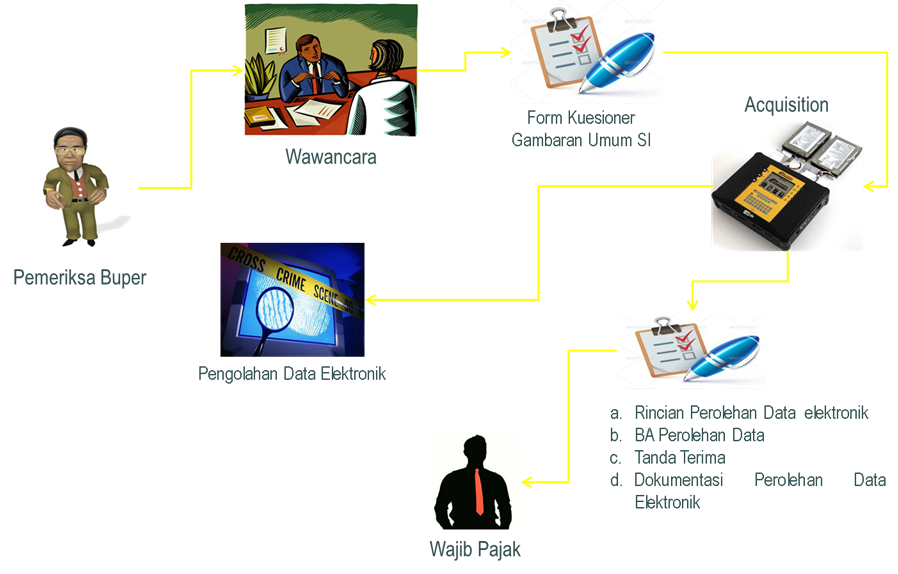 Pemeriksa Buper
Wawancara
Form Kuesioner
Gambaran Umum SI
Acquisition
CROSS CRIME SCENE DO
Pengolahan Data Elektronik
a. Rincian Perolehan Data elektronik
b. BA Perolehan Data
c. Tanda Terima
d. Dokumentasi Perolehan Data
Elektronik
Wajib Pajak